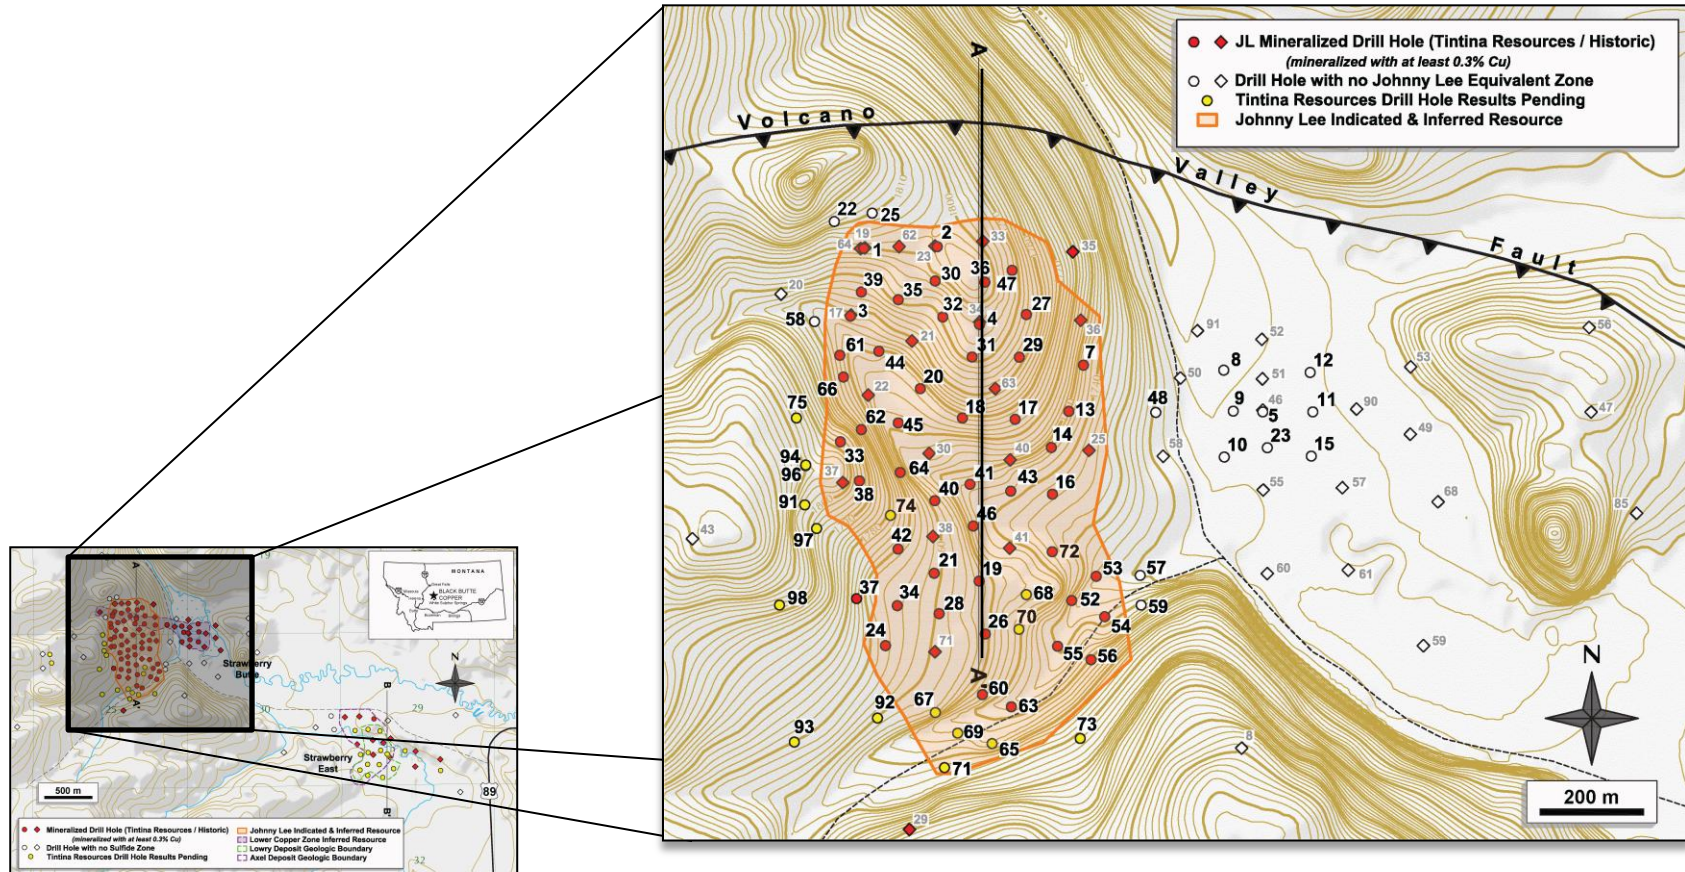 JL Mineralized Drill Hole (Tintina Resources / Historic)
(mineralized with at least 0.3% Cu)
Drill Hole with no Johnny Lee Equivalent Zone
Tintina Resources Drill Hole Results Pending
Johnny Lee Indicated & Inferred Resource
A
Volcano
Valley
Fault
22 25
19 62 2 33 35
64 1 23
36
39 30 47
20 35
17 3 32 34 27
58 4 36
91 52 56
21
61 44 31 29 7
8 12 53
66 20 63 50 51
22
75 18 17 13 48 9 46 11 90 47
62 45 5
14 49
33 30 40 25 58 10 23 15
94
96 64 41 43
37 38 40 16 55 57
91 74 68 85
97 46
43 42 38 41 72
21 19 53 57 60 61
98 37 34 28 68 52 59
24 26 70 54
71 55 56 59
A'
60
92 67 63
93 69 65 73 8
71
29
N
200 m
19
MONTANA
BLACK BUTTE
COPPER
White Sulphur Springs
A
N
Strawberry
Butte
25 A' 30 B 29
Strawberry
East
500 m
89
B'
32
Mineralized Drill Hole (Tintina Resources / Historic)
(mineralized with at least 0.3% Cu)
Drill Hole with no Sulfide Zone
Tintina Resources Drill Hole Results Pending
Johnny Lee Indicated & Inferred Resource
Lower Copper Zone Inferred Resource
Lowry Deposit Geologic Boundary
Axel Deposit Geologic Boundary